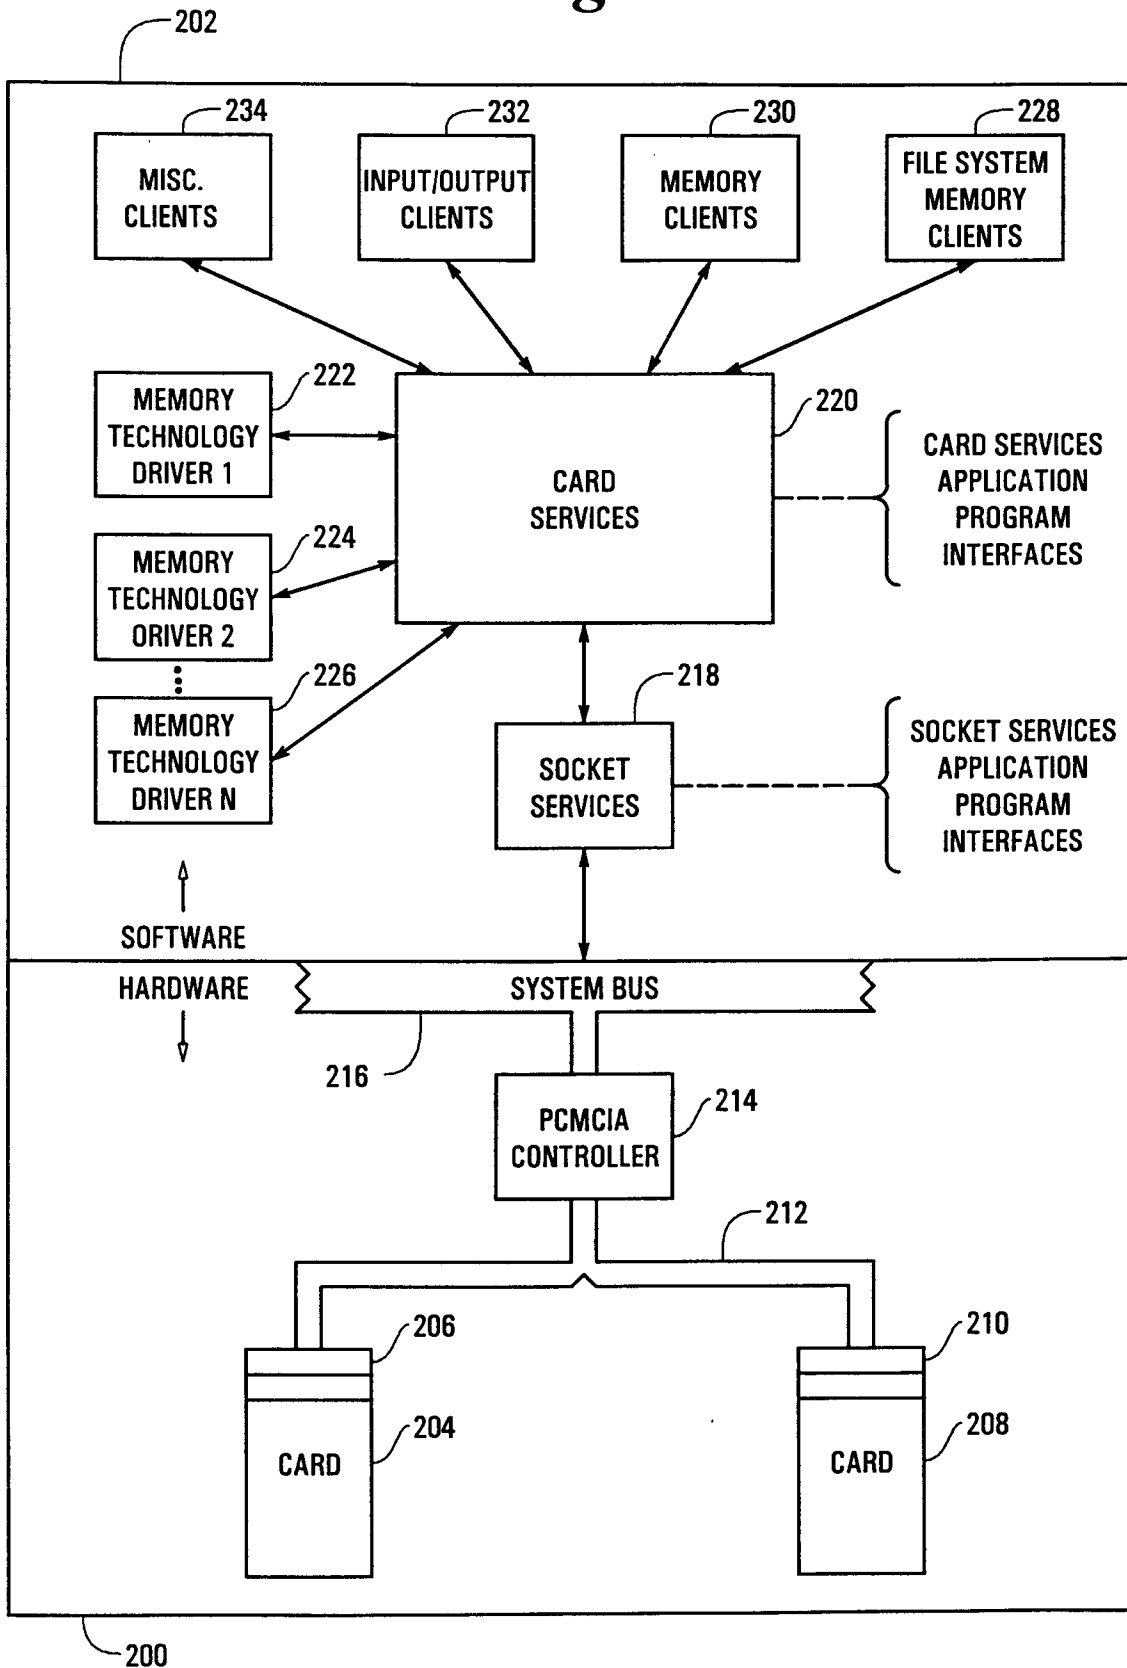 g
202
234
232
230
228
MISC.
CLIENTS
INPUT/OUTPUT
CLIENTS
MEMORY
CLIENTS
FILE SYSTEM
MEMORY
CLIENTS
222
MEMORY
TECHNOLOGY
DRIVER 1
220
CARD
SERVICES
CARD SERVICES
APPLICATION
PROGRAM
INTERFACES
224
MEMORY
TECHNOLOGY
ORIVER 2
226
MEMORY
TECHNOLOGY
DRIVER N
218
SOCKET
SERVICES
SOCKET SERVICES
APPLICATION
PROGRAM
INTERFACES
SOFTWARE
HARDWARE
SYSTEM BUS
216
PCMCIA
CONTROLLER
214
212
206
210
204
208
CARD
CARD
200